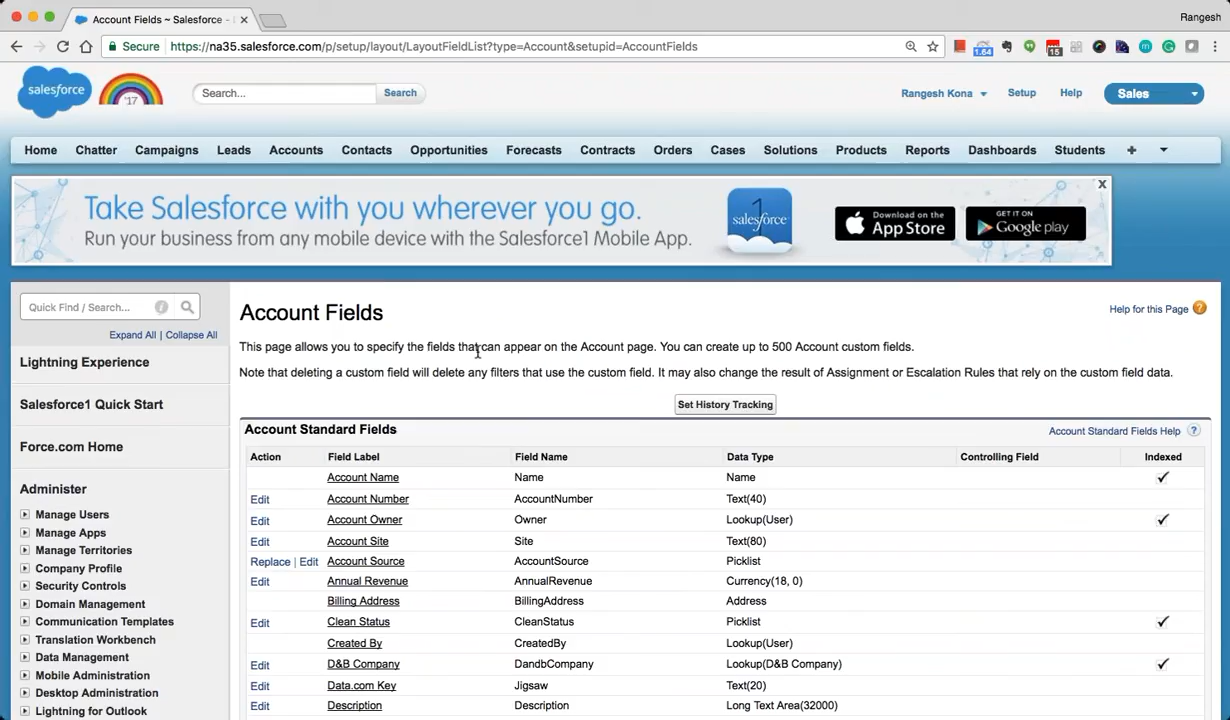 Rangesh
Account Fields ~ Salesforce -
Secure https://na35.salesforce.com/p/setup/layout/LayoutFieldList?type=Account&setupid=AccountFields
1.64
15
salesforce
'17
Search...
Search
Rangesh Kona
Setup
Help
Sales
Home Chatter Campaigns Leads Accounts Contacts Opportunities Forecasts Contracts Orders Cases Solutions Products Reports Dashboards Students +
Take Salesforce with you wherever you go.
Run your business from any mobile device with the Salesforce1 Mobile App.
1
salesforce
Download on the
App Store
GET IT ON
Google play
X
Quick Find / Search...
Expand All | Collapse All
Lightning Experience
Salesforce1 Quick Start
Force.com Home
Administer
Manage Users
Manage Apps
Manage Territories
Company Profile
Security Controls
Domain Management
Communication Templates
Translation Workbench
Data Management
Mobile Administration
Desktop Administration
Lightning for Outlook
Account Fields
Help for this Page ?
This page allows you to specify the fields that can appear on the Account page. You can create up to 500 Account custom fields.
Note that deleting a custom field will delete any filters that use the custom field. It may also change the result of Assignment or Escalation Rules that rely on the custom field data.
Set History Tracking
Account Standard Fields
Account Standard Fields Help ?
Action Field Label Field Name Data Type Controlling Field Indexed
Account Name Name Name
Edit Account Number AccountNumber Text(40)
Edit Account Owner Owner Lookup(User)
Edit Account Site Site Text(80)
Replace | Edit Account Source AccountSource Picklist
Edit Annual Revenue AnnualRevenue Currency(18, 0)
Billing Address BillingAddress Address
Edit Clean Status CleanStatus Picklist
Created By CreatedBy Lookup(User)
Edit D&B Company DandbCompany Lookup(D&B Company)
Edit Data.com Key Jigsaw Text(20)
Edit Description Description Long Text Area(32000)